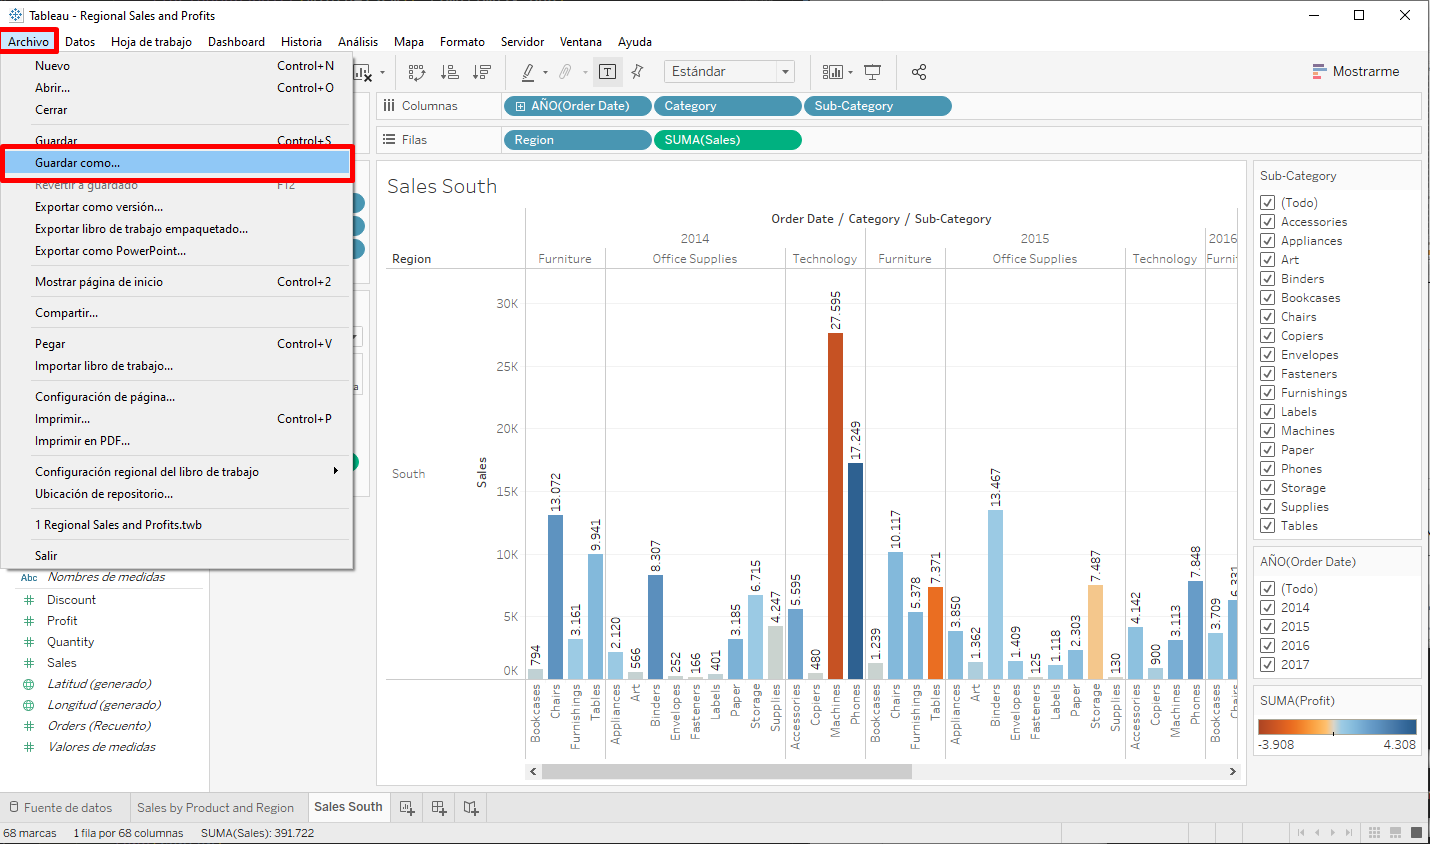 Tableau - Regional Sales and Profits
Archivo Datos Hoja de trabajo Dashboard Historia Análisis Mapa Formato Servidor Ventana Ayuda
Nuevo Control+N
Abrir... Control+O
Cerrar
Guardar Control+S
Guardar como...
Revertir a guardado F12
Exportar como versión...
Exportar libro de trabajo empaquetado...
Exportar como PowerPoint...
Mostrar página de inicio Control+2
Compartir...
Pegar Control+V
Importar libro de trabajo...
Configuración de página...
Imprimir... Control+P
Imprimir en PDF...
Configuración regional del libro de trabajo
Ubicación de repositorio...
1 Regional Sales and Profits.twb
Salir
Abc Nombres de medidas
Discount
Profit
Quantity
Sales
Latitud (generado)
Longitud (generado)
Orders (Recuento)
Valores de medidas
T Estándar Mostrarme
Columnas AÑO(Order Date) Category Sub-Category
Filas Region SUMA(Sales)
Sales South
Order Date / Category / Sub-Category
2014 2015 2016
Region Furniture Office Supplies Technology Furniture Office Supplies Technology Furni
South
Sales
30K
25K
20K
15K
10K
5K
0K
794 13.072 3.161 9.941 2.120 566 8.307 252 166 401 3.185 6.715 4.247 5.595 480 27.595 17.249 1.239 10.117 5.378 7.371 3.850 1.362 13.467 1.409 125 1.118 2.303 7.487 130 4.142 900 3.113 7.848 3.709 6.331
Bookcases Chairs Furnishings Tables Appliances Art Binders Envelopes Fasteners Labels Paper Storage Supplies Accessories Copiers Machines Phones Bookcases Chairs Furnishings Tables Appliances Art Binders Envelopes Fasteners Labels Paper Storage Supplies Accessories Copiers Machines Phones Bookcases Chairs
Sub-Category
(Todo)
Accessories
Appliances
Art
Binders
Bookcases
Chairs
Copiers
Envelopes
Fasteners
Furnishings
Labels
Machines
Paper
Phones
Storage
Supplies
Tables
AÑO(Order Date)
(Todo)
2014
2015
2016
2017
SUMA(Profit)
-3.908 4.308
Fuente de datos Sales by Product and Region Sales South
68 marcas 1 fila por 68 columnas SUMA(Sales): 391.722